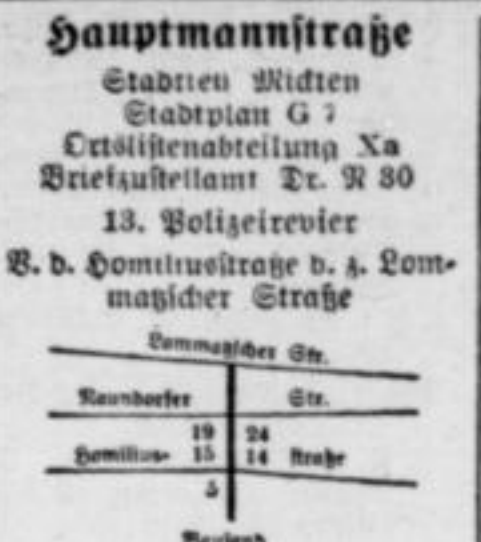 Hauptmannstraße
Stadtteil Mickten
Stadtplan G 7
Ortslistenabteilung Xa
Briefzustellamt Dr. N 30
13. Polizeirevier
V. d. Homiliusstraße b. z. Lom-
matzscher Straße
Lommatzscher Str.
Naundorfer Str.
19 24
Homilius- 15 14 straße
5